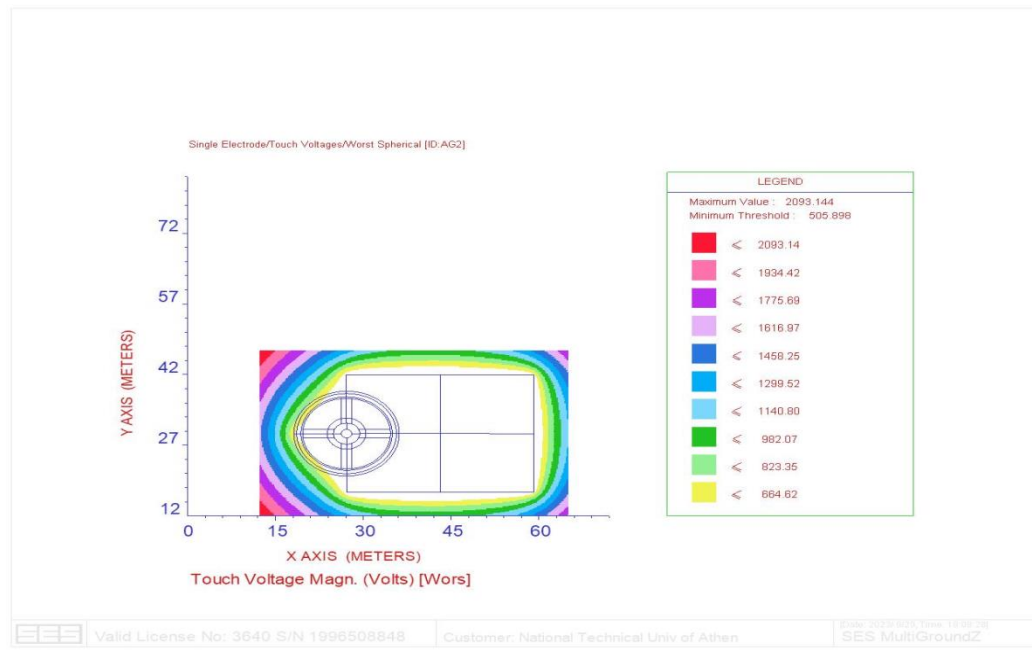 Single Electrode/Touch Voltages/Worst Spherical [ID:AG2]
LEGEND
Maximum Value : 2093.144
Minimum Threshold : 505.898
≤ 2093.14
≤ 1934.42
≤ 1775.69
≤ 1616.97
≤ 1458.25
≤ 1299.52
≤ 1140.80
≤ 982.07
≤ 823.35
≤ 664.62
Y AXIS (METERS)
72
57
42
27
12
0 15 30 45 60
X AXIS (METERS)
Touch Voltage Magn. (Volts) [Wors]
SES Valid License No: 3640 S/N 1996508848 Customer: National Technical Univ of Athen
SES MultiGroundZ